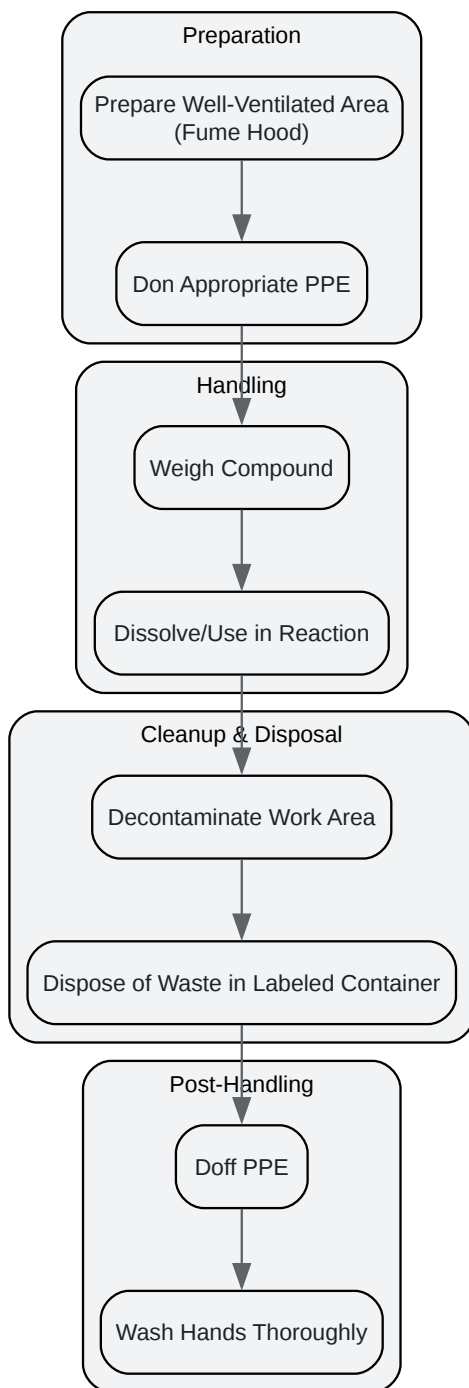 Preparation
Prepare Well-Ventilated Area
(Fume Hood)
Don Appropriate PPE
Handling
Weigh Compound
Dissolve/Use in Reaction
Cleanup & Disposal
Decontaminate Work Area
Dispose of Waste in Labeled Container
Post-Handling
Doff PPE
Wash Hands Thoroughly